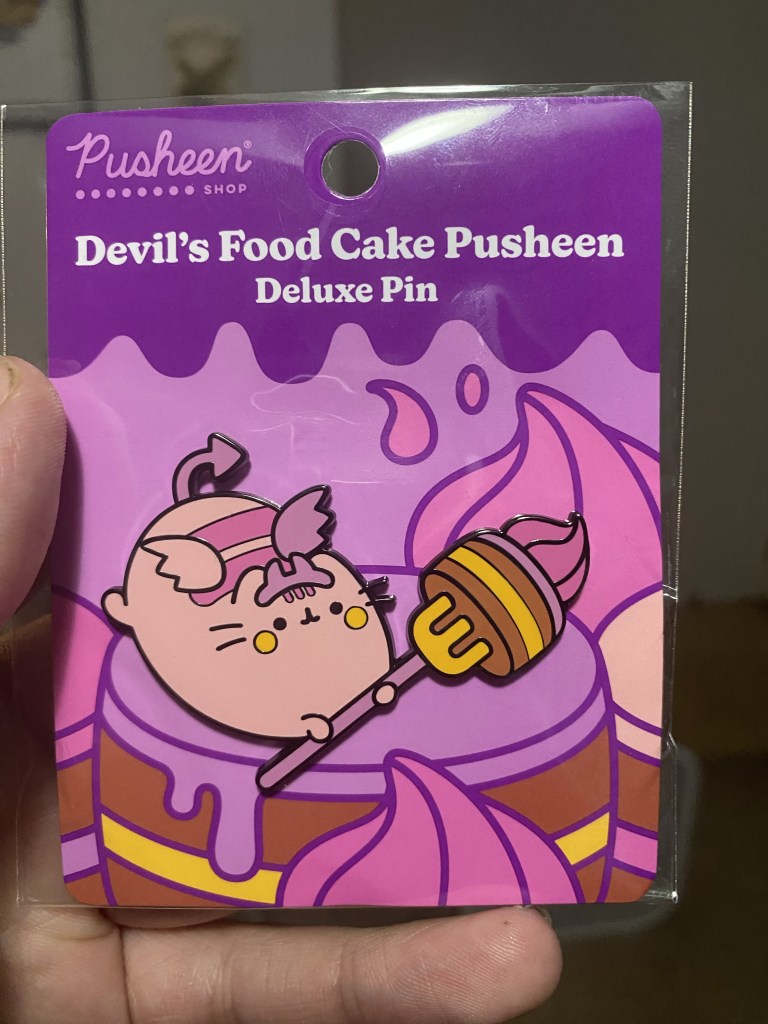 Pusheen®
SHOP
Devil's Food Cake Pusheen
Deluxe Pin